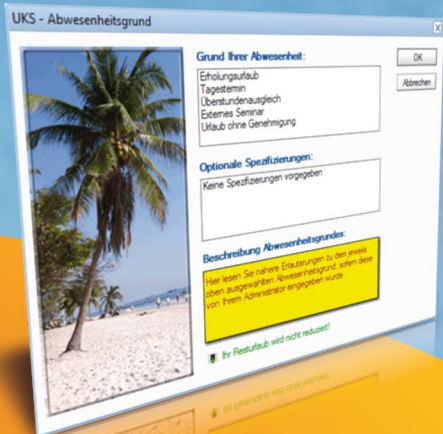 UKS - Abwesenheitsgrund
Grund Ihrer Abwesenheit:
Erholungsurlaub
Tagestermin
Überstundenausgleich
Externes Seminar
Urlaub ohne Genehmigung
OK
Abbrechen
Optionale Spezifizierungen:
Keine Spezifizierungen vorgegeben
Beschreibung Abwesenheitsgrundes:
Hier lesen Sie nähere Erläuterungen zu dem jeweils
oben ausgewählten Abwesenheitsgrund, sofern diese
von Ihrem Administrator eingegeben wurde
Ihr Resturlaub wird nicht reduziert!